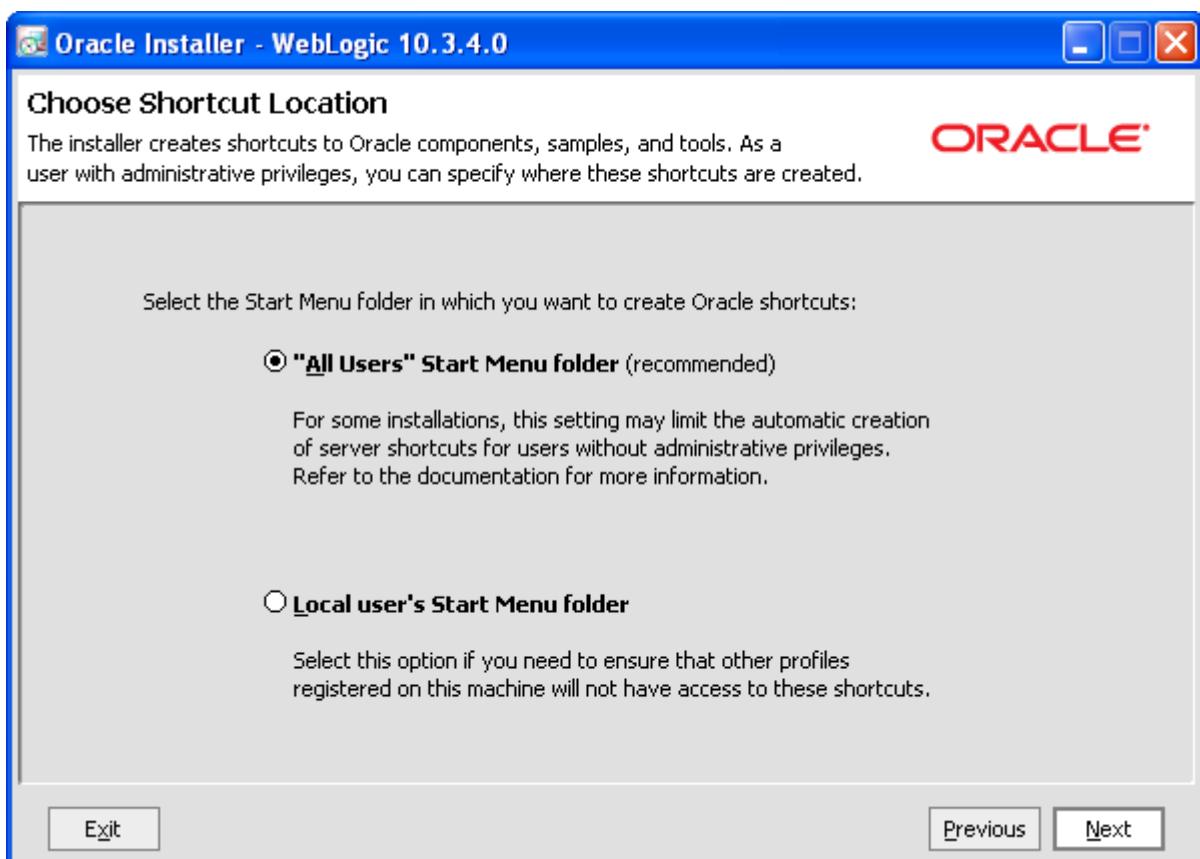 Oracle Installer - WebLogic 10.3.4.0
Choose Shortcut Location
The installer creates shortcuts to Oracle components, samples, and tools. As a
user with administrative privileges, you can specify where these shortcuts are created.
ORACLE
Select the Start Menu folder in which you want to create Oracle shortcuts:
"All Users" Start Menu folder (recommended)
For some installations, this setting may limit the automatic creation
of server shortcuts for users without administrative privileges.
Refer to the documentation for more information.
Local user's Start Menu folder
Select this option if you need to ensure that other profiles
registered on this machine will not have access to these shortcuts.
Exit Previous Next